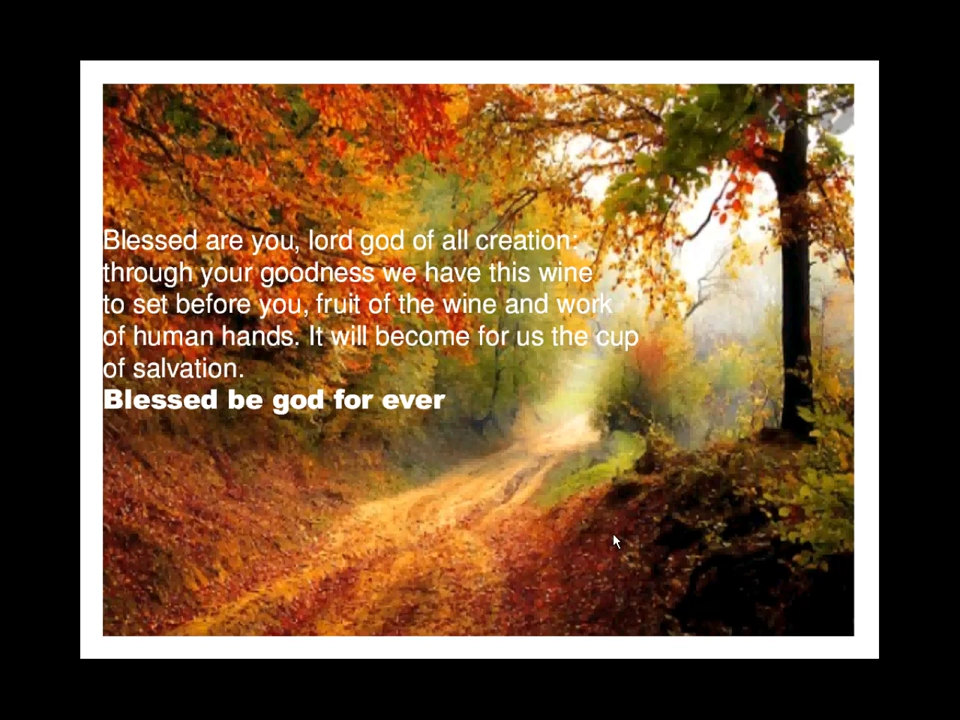 Blessed are you, lord god of all creation:
through your goodness we have this wine
to set before you, fruit of the wine and work
of human hands. It will become for us the cup
of salvation.
Blessed be god for ever